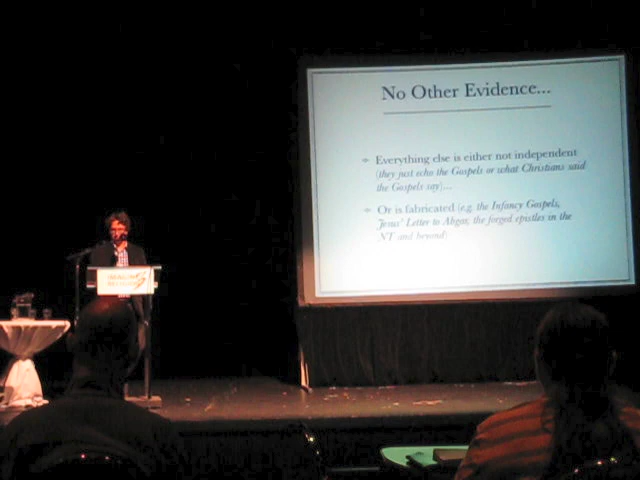 No Other Evidence...
Everything else is either not independent
(they just echo the Gospels or what Christians said
the Gospels say)...
Or is fabricated (e.g. the Infancy Gospels,
Jesus' Letter to Abgar, the forged epistles in the
NT and beyond)